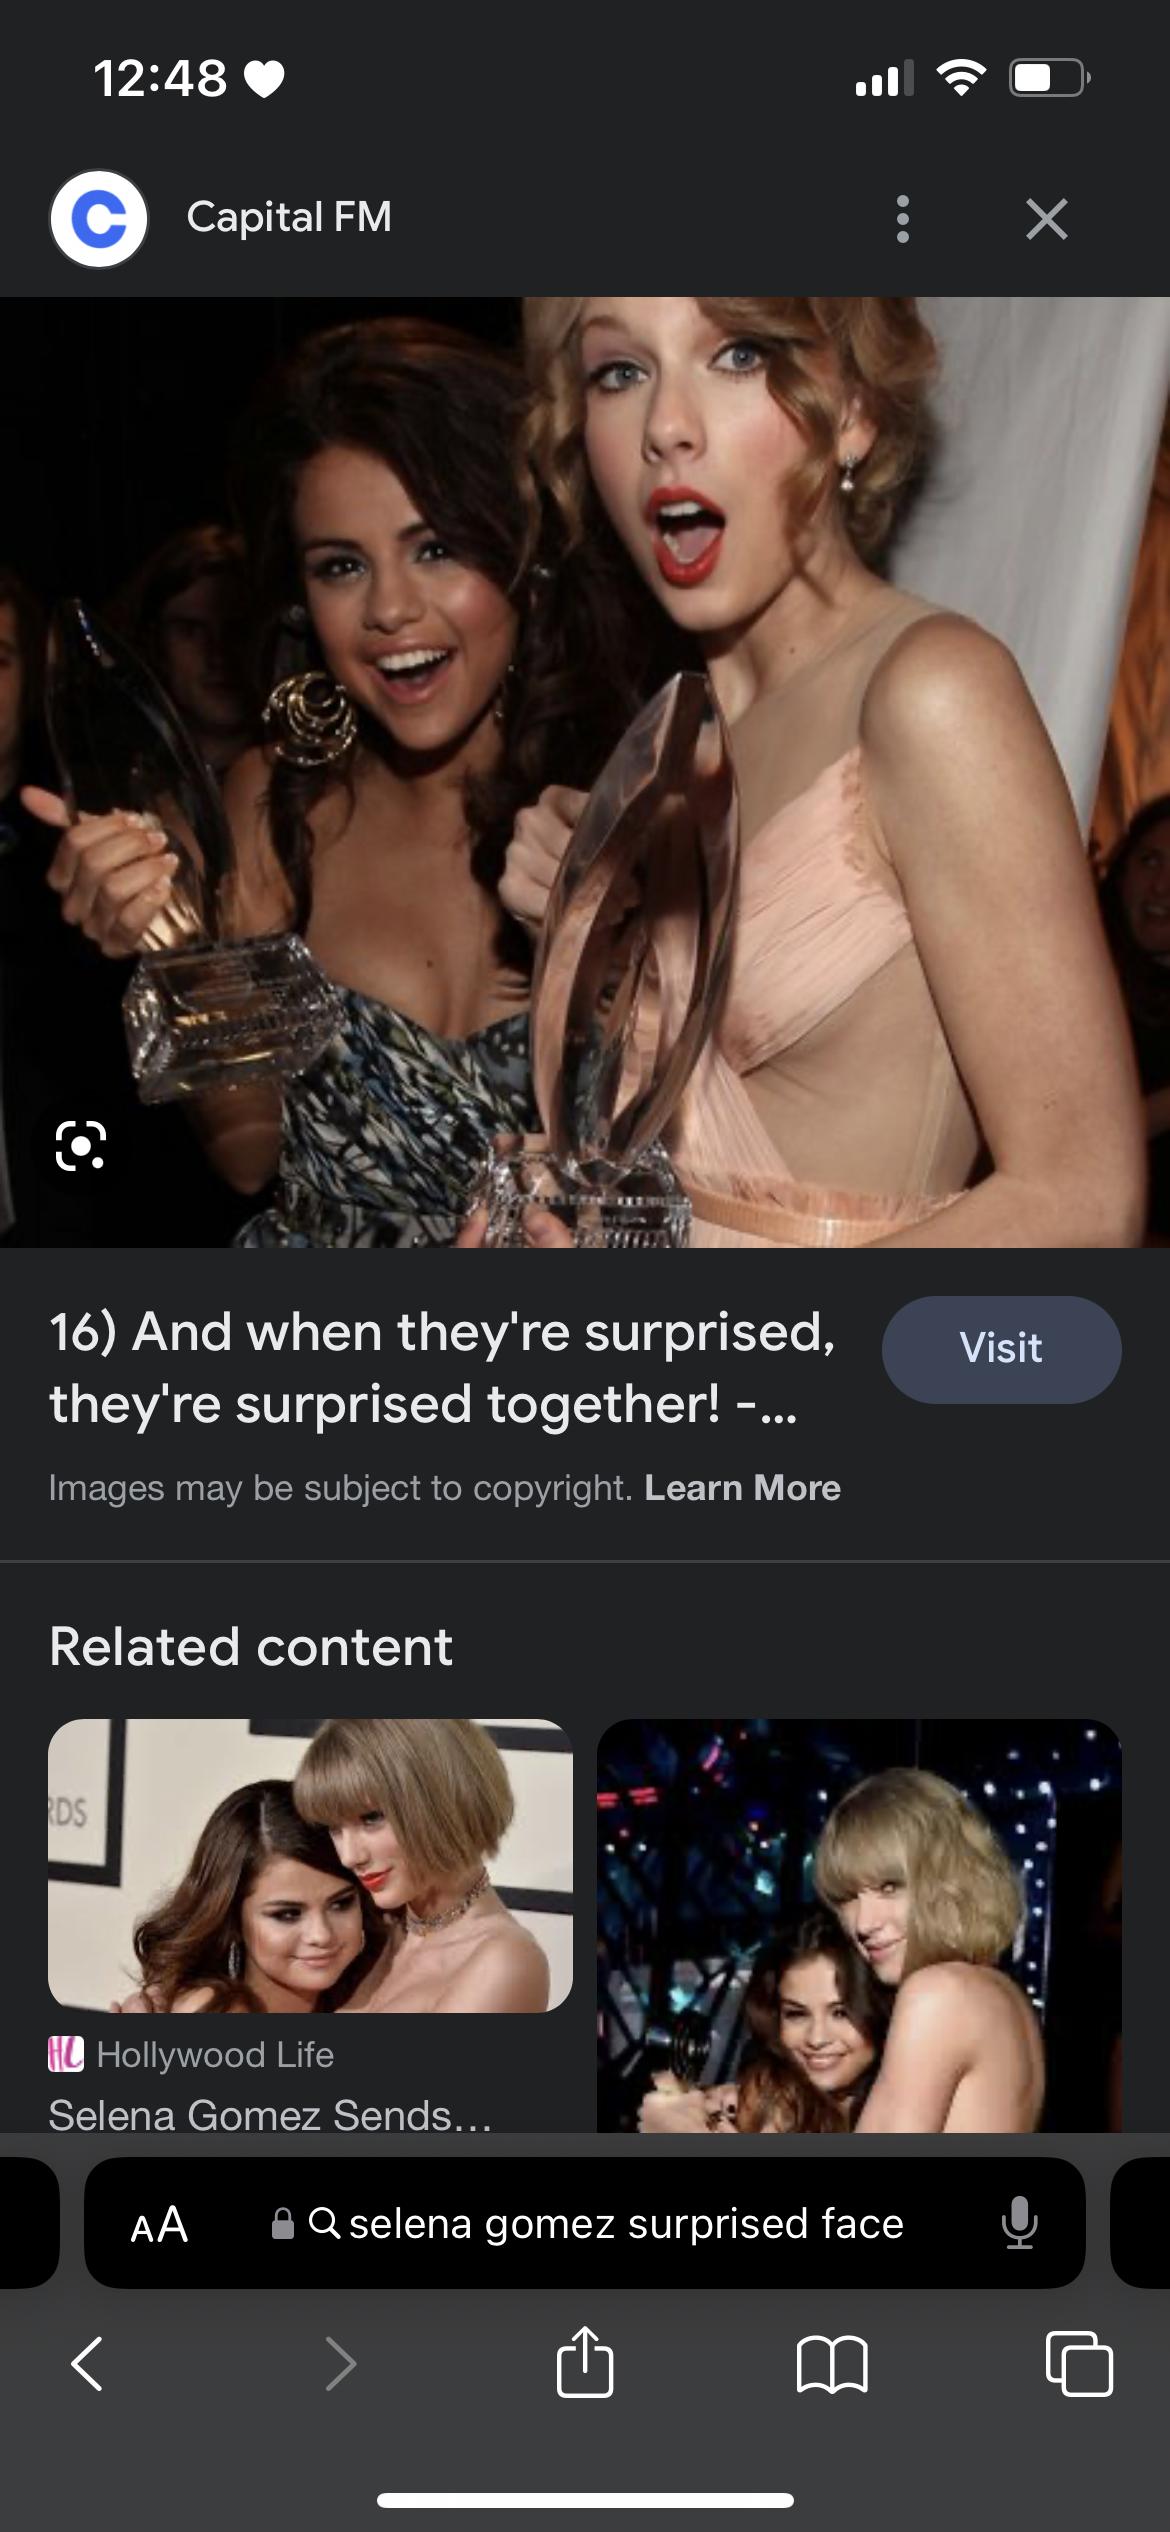 12:48
Capital FM
16) And when they're surprised,
they're surprised together! -...
Visit
Images may be subject to copyright. Learn More
Related content
RDS
HL Hollywood Life
Selena Gomez Sends...
AA selena gomez surprised face